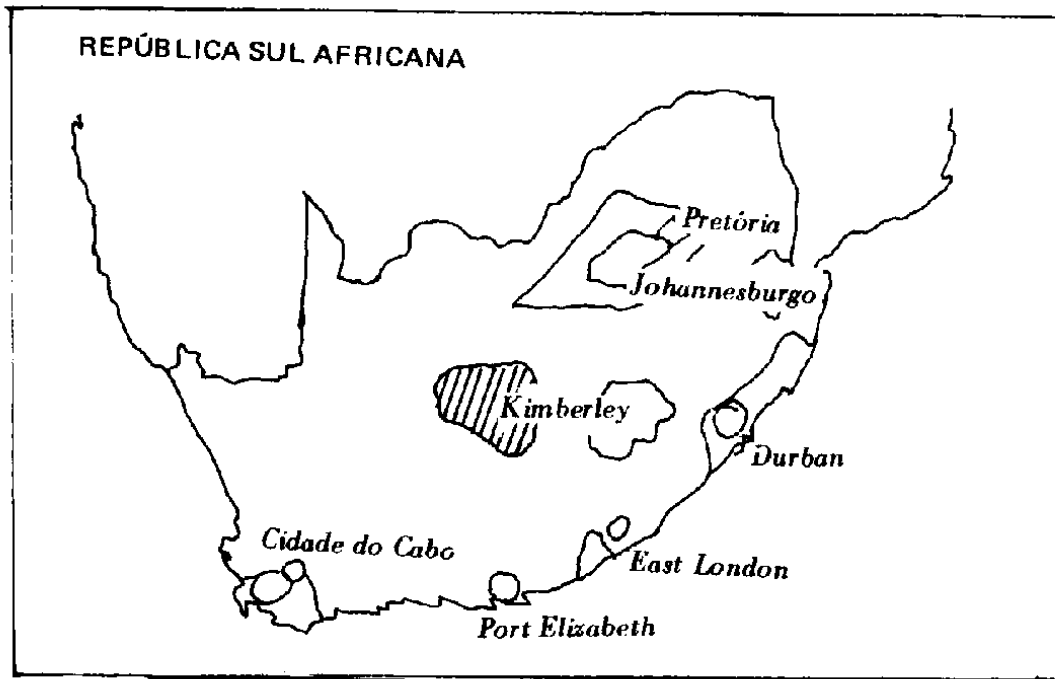 REPÚBLICA SUL AFRICANA
Pretória
Johannesburgo
Kimberley
Durban
Cidade do Cabo
East London
Port Elizabeth